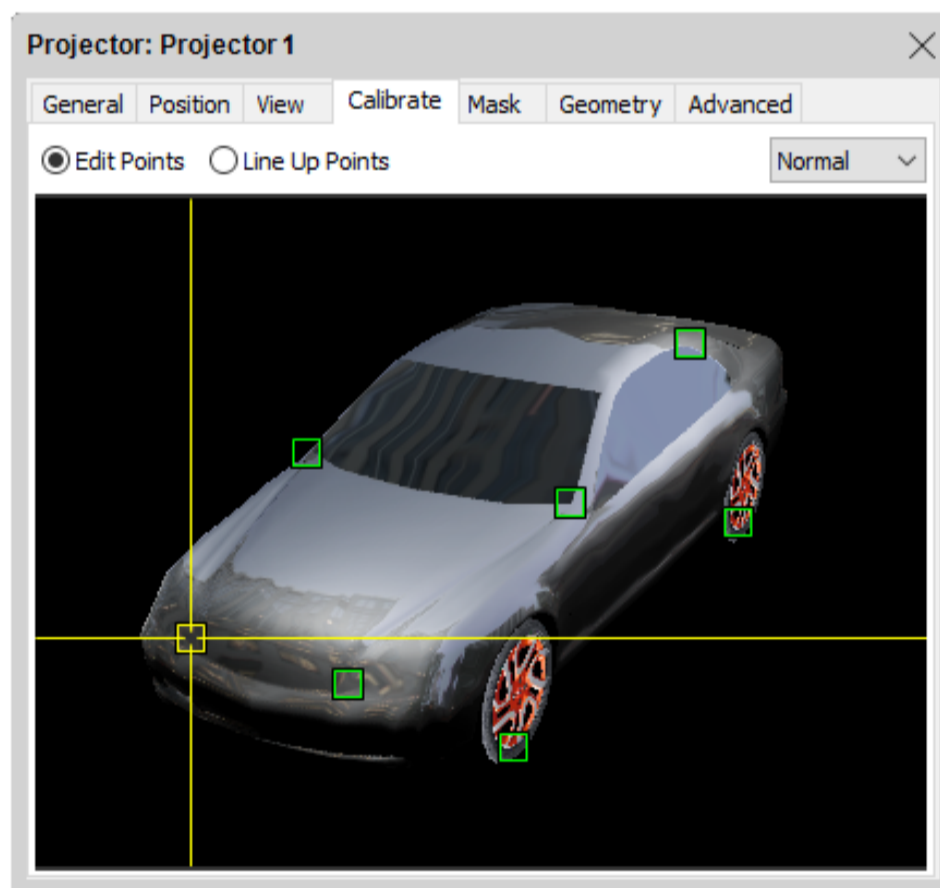 Projector: Projector 1
General Position View Calibrate Mask Geometry Advanced
Edit Points Line Up Points Normal